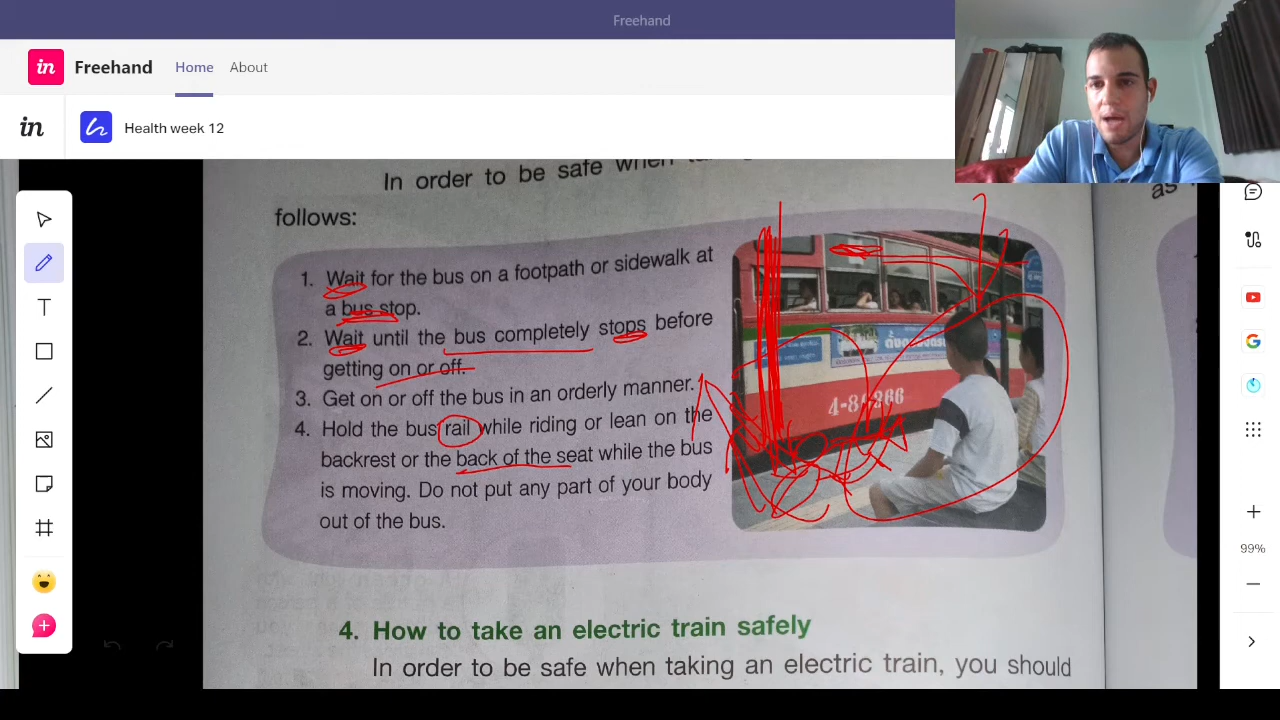 Freehand
in Freehand Home About
in Health week 12
In order to be safe when
as
follows:
1. Wait for the bus on a footpath or sidewalk at
a bus stop.
2. Wait until the bus completely stops before
getting on or off.
3. Get on or off the bus in an orderly manner.
4. Hold the bus rail while riding or lean on the
backrest or the back of the seat while the bus
is moving. Do not put any part of your body
out of the bus.
99%
4. How to take an electric train safely
In order to be safe when taking an electric train, you should